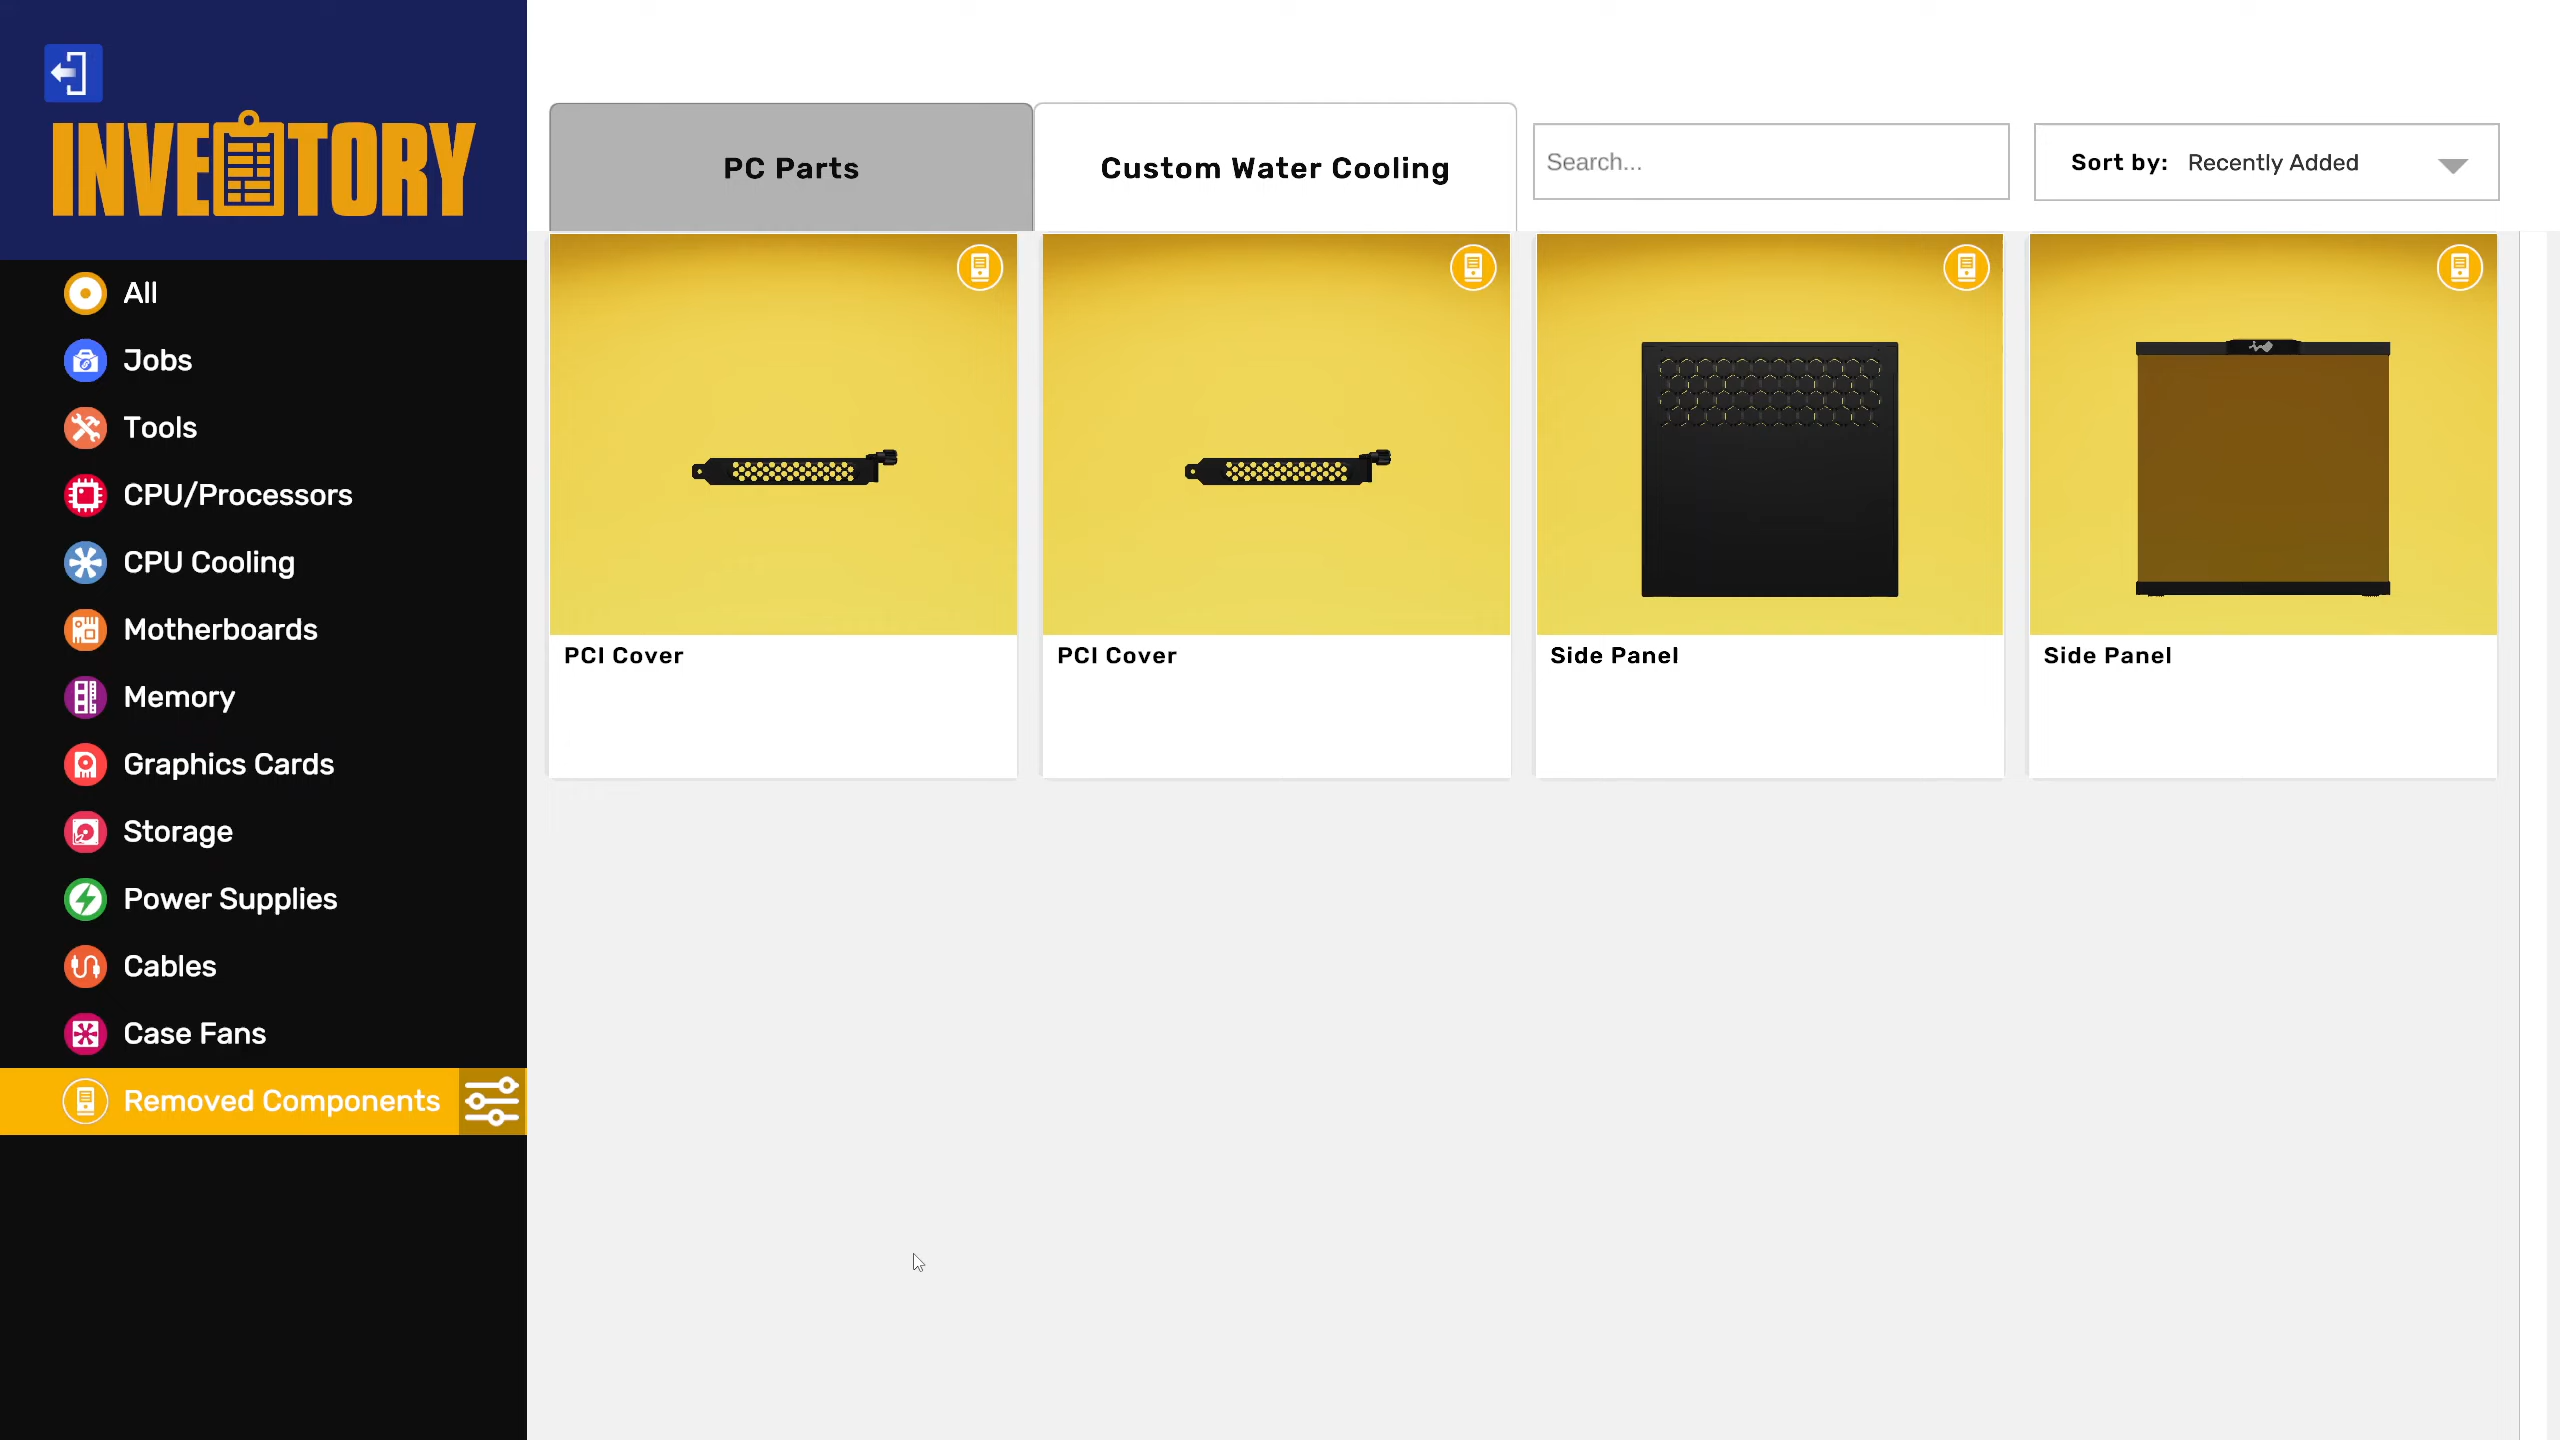 INVENTORY
PC Parts
Custom Water Cooling
Search...
Sort by: Recently Added
All
Jobs
Tools
CPU/Processors
CPU Cooling
Motherboards
Memory
Graphics Cards
Storage
Power Supplies
Cables
Case Fans
Removed Components
PCI Cover
PCI Cover
Side Panel
Side Panel